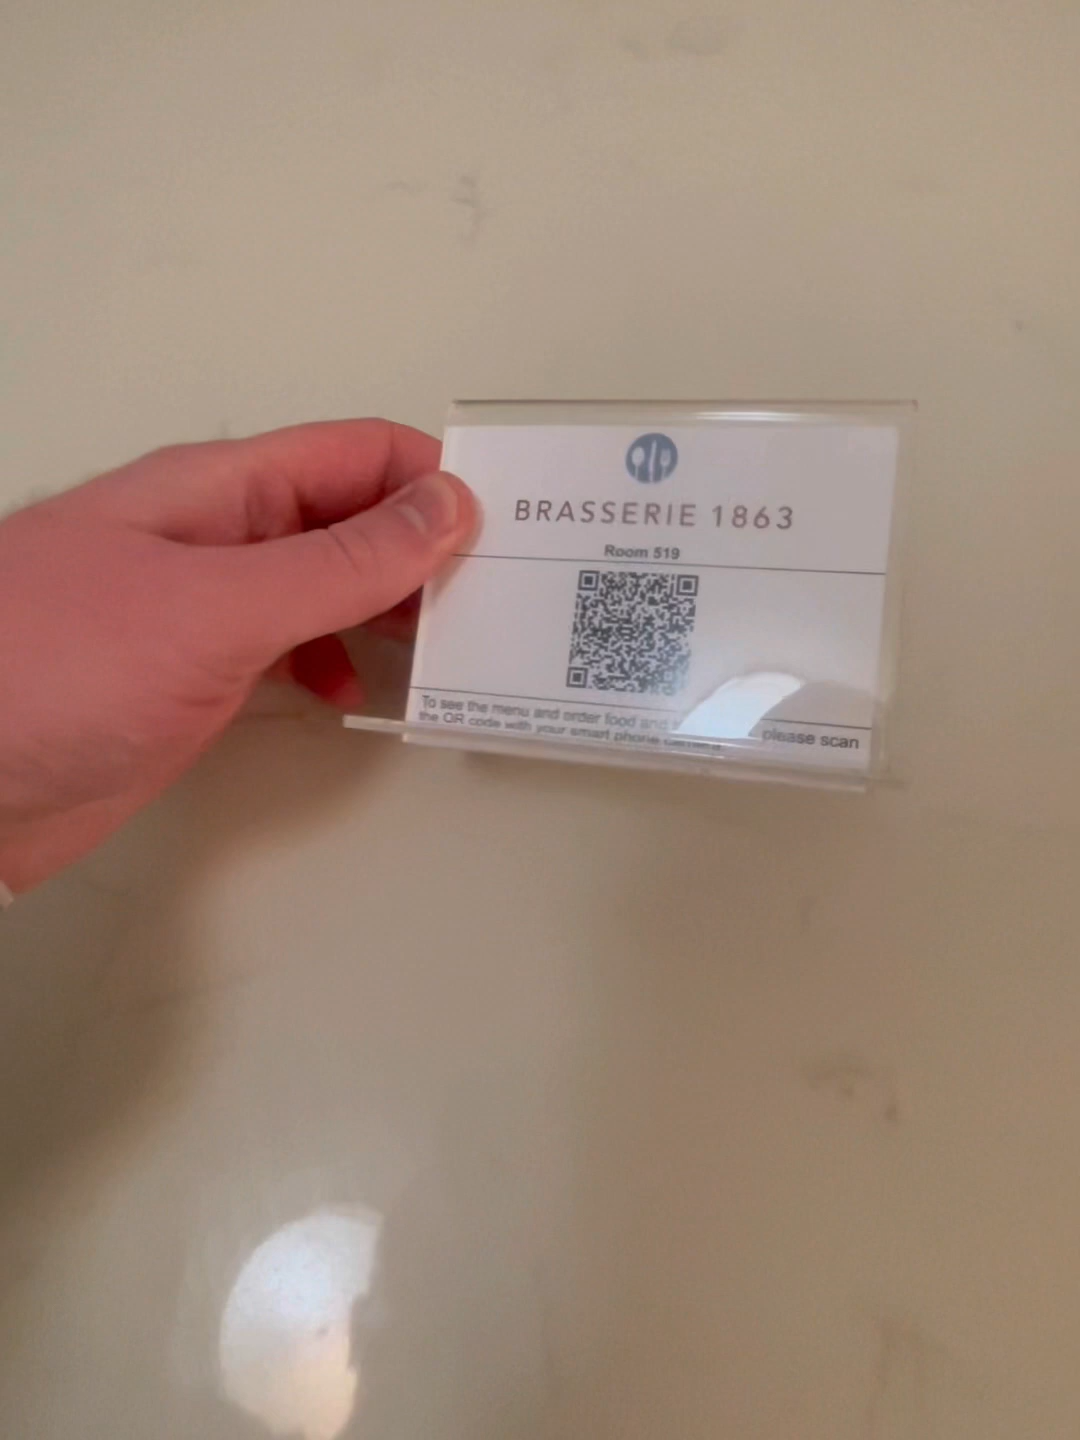 BRASSERIE 1863
Room 519
To see the menu and order food and please scan
the QR code with your smart phone camera.